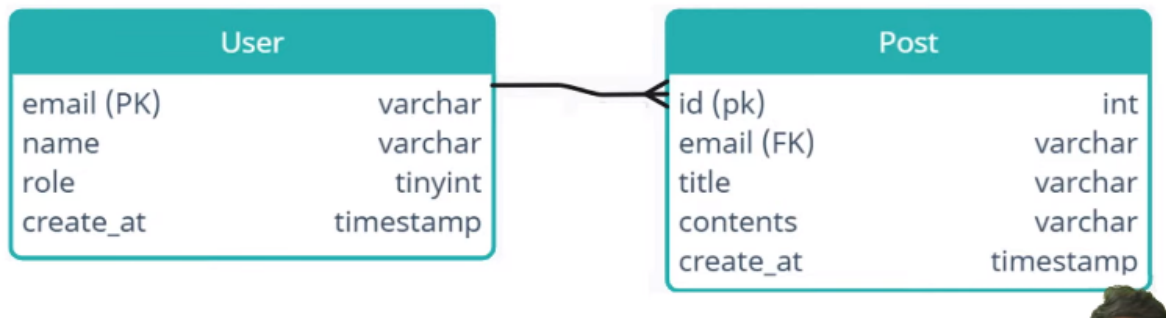 User
email (PK) varchar
name varchar
role tinyint
create_at timestamp
Post
id (pk) int
email (FK) varchar
title varchar
contents varchar
create_at timestamp